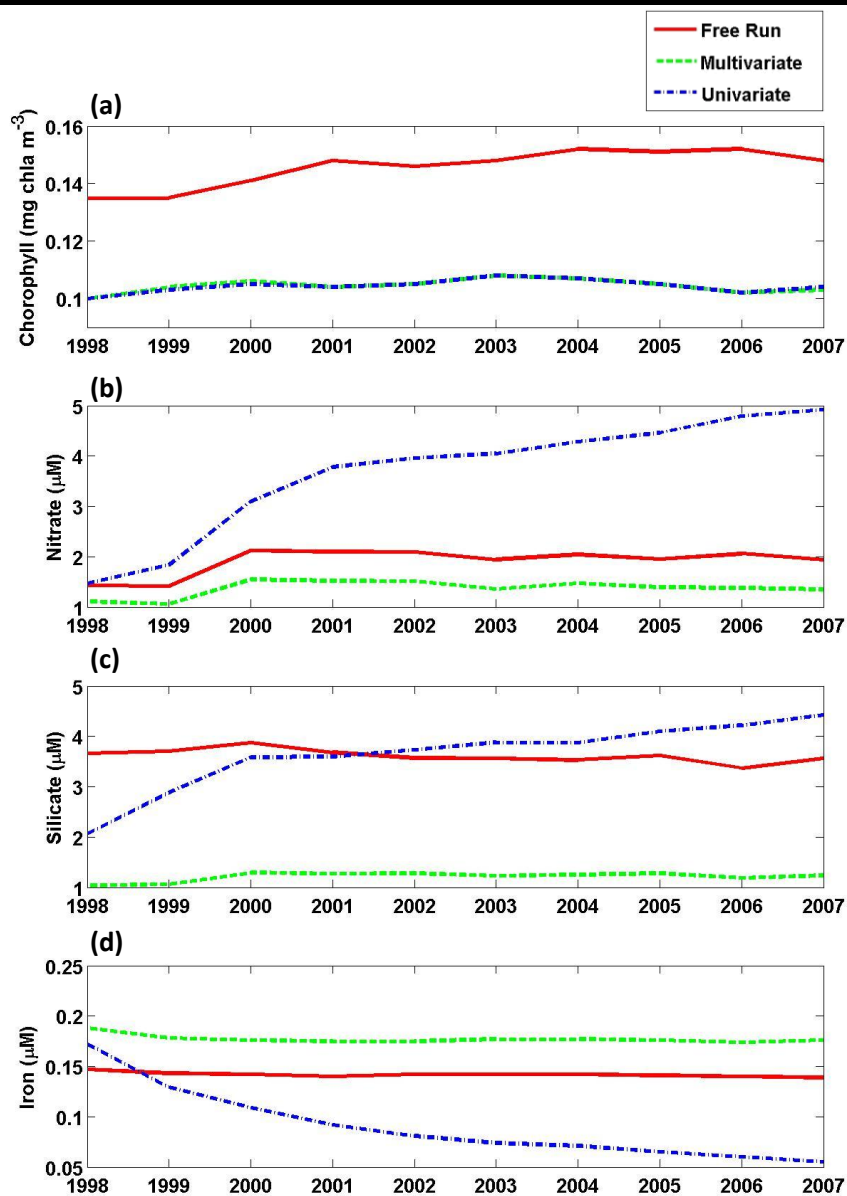 Free Run
Multivariate
Univariate
(a)
Chorophyll (mg chla m⁻³)
0.16
0.14
0.12
0.1
1998 1999 2000 2001 2002 2003 2004 2005 2006 2007
(b)
Nitrate (μM)
5
4
3
2
1
1998 1999 2000 2001 2002 2003 2004 2005 2006 2007
(c)
Silicate (μM)
5
4
3
2
1
1998 1999 2000 2001 2002 2003 2004 2005 2006 2007
(d)
Iron (μM)
0.25
0.2
0.15
0.1
0.05
1998 1999 2000 2001 2002 2003 2004 2005 2006 2007